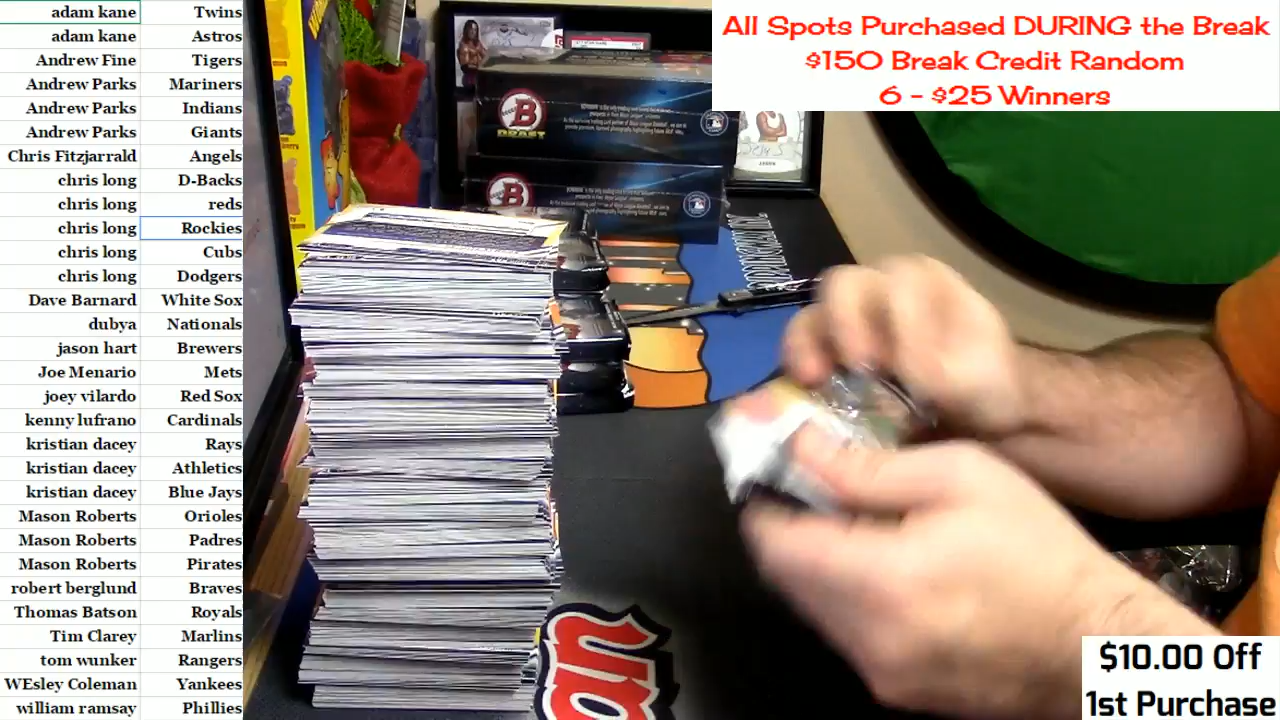 adam kane Twins
adam kane Astros
Andrew Fine Tigers
Andrew Parks Mariners
Andrew Parks Indians
Andrew Parks Giants
Chris Fitzjarrald Angels
chris long D-Backs
chris long reds
chris long Rockies
chris long Cubs
chris long Dodgers
Dave Barnard White Sox
dubya Nationals
jason hart Brewers
Joe Menario Mets
joey vilardo Red Sox
kenny lufrano Cardinals
kristian dacey Rays
kristian dacey Athletics
kristian dacey Blue Jays
Mason Roberts Orioles
Mason Roberts Padres
Mason Roberts Pirates
robert berglund Braves
Thomas Batson Royals
Tim Clarey Marlins
tom wunker Rangers
WEsley Coleman Yankees
william ramsay Phillies
All Spots Purchased DURING the Break
$150 Break Credit Random
6 - $25 Winners
B
DRAFT
B
$10.00 Off
1st Purchase